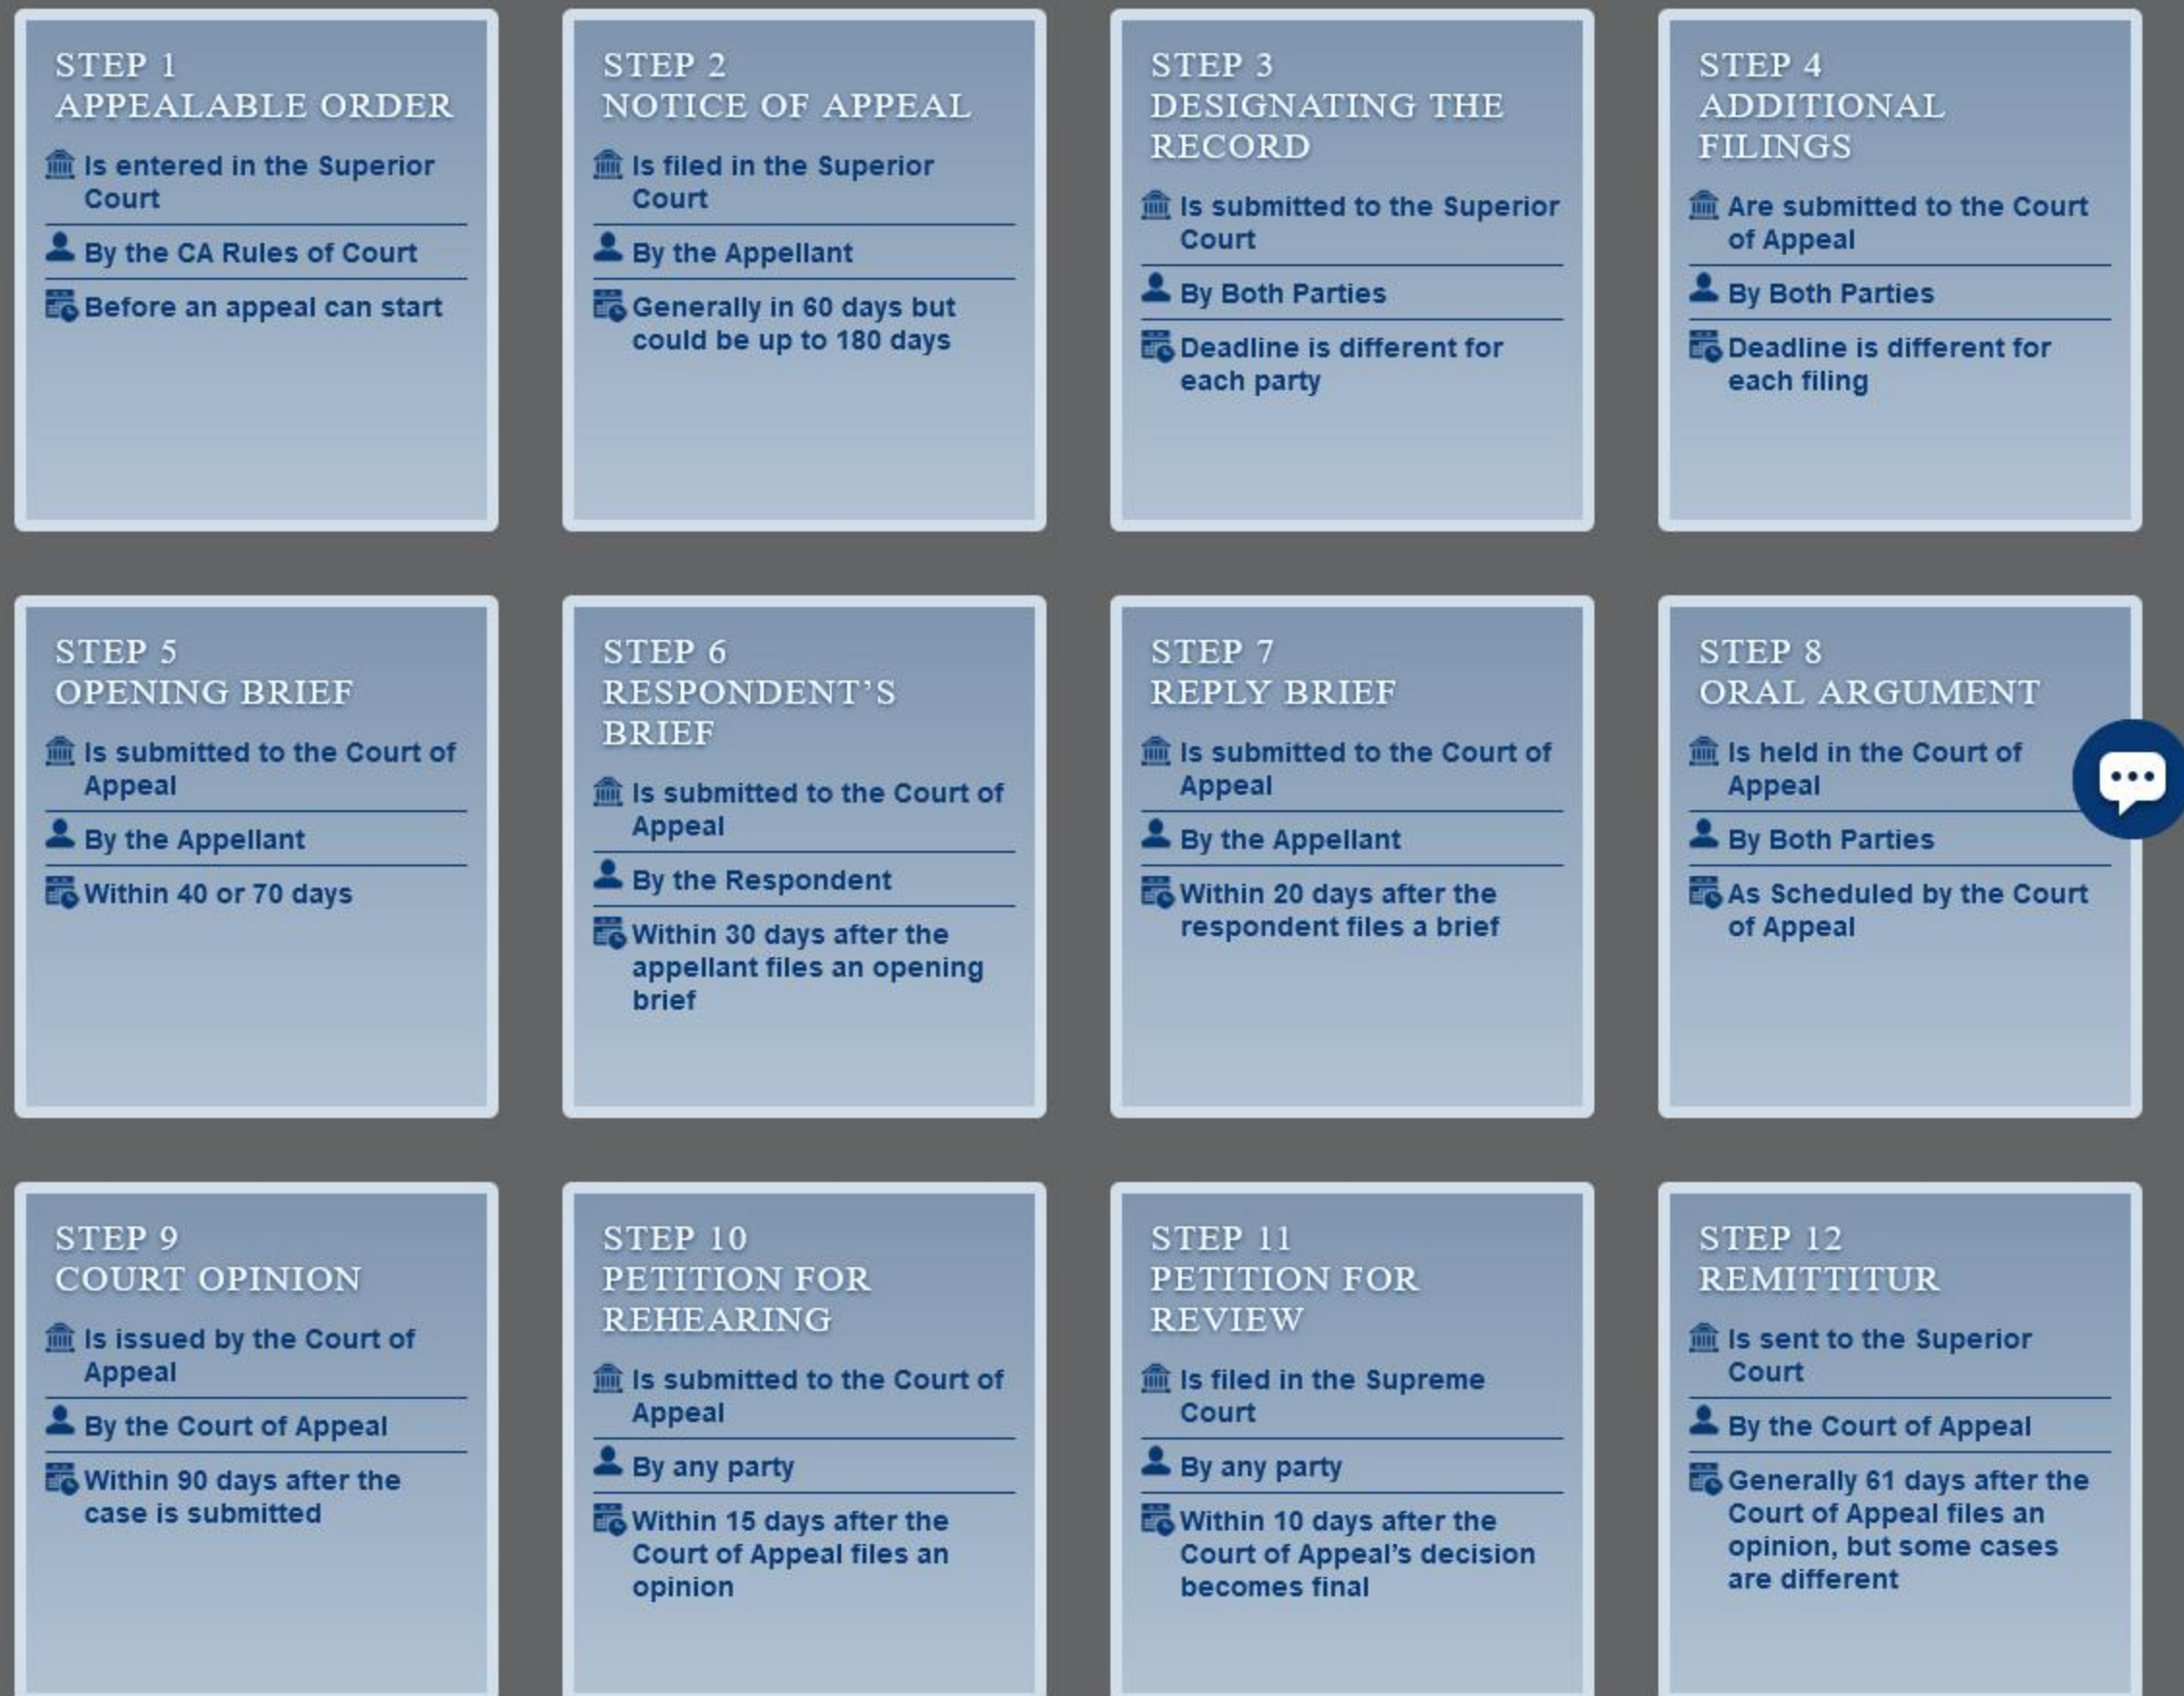 STEP 1
APPEALABLE ORDER
Is entered in the Superior
Court
By the CA Rules of Court
Before an appeal can start
STEP 2
NOTICE OF APPEAL
Is filed in the Superior
Court
By the Appellant
Generally in 60 days but
could be up to 180 days
STEP 3
DESIGNATING THE
RECORD
Is submitted to the Superior
Court
By Both Parties
Deadline is different for
each party
STEP 4
ADDITIONAL
FILINGS
Are submitted to the Court
of Appeal
By Both Parties
Deadline is different for
each filing
STEP 5
OPENING BRIEF
Is submitted to the Court of
Appeal
By the Appellant
Within 40 or 70 days
STEP 6
RESPONDENT’S
BRIEF
Is submitted to the Court of
Appeal
By the Respondent
Within 30 days after the
appellant files an opening
brief
STEP 7
REPLY BRIEF
Is submitted to the Court of
Appeal
By the Appellant
Within 20 days after the
respondent files a brief
STEP 8
ORAL ARGUMENT
Is held in the Court of
Appeal
By Both Parties
As Scheduled by the Court
of Appeal
STEP 9
COURT OPINION
Is issued by the Court of
Appeal
By the Court of Appeal
Within 90 days after the
case is submitted
STEP 10
PETITION FOR
REHEARING
Is submitted to the Court of
Appeal
By any party
Within 15 days after the
Court of Appeal files an
opinion
STEP 11
PETITION FOR
REVIEW
Is filed in the Supreme
Court
By any party
Within 10 days after the
Court of Appeal’s decision
becomes final
STEP 12
REMITTITUR
Is sent to the Superior
Court
By the Court of Appeal
Generally 61 days after the
Court of Appeal files an
opinion, but some cases
are different